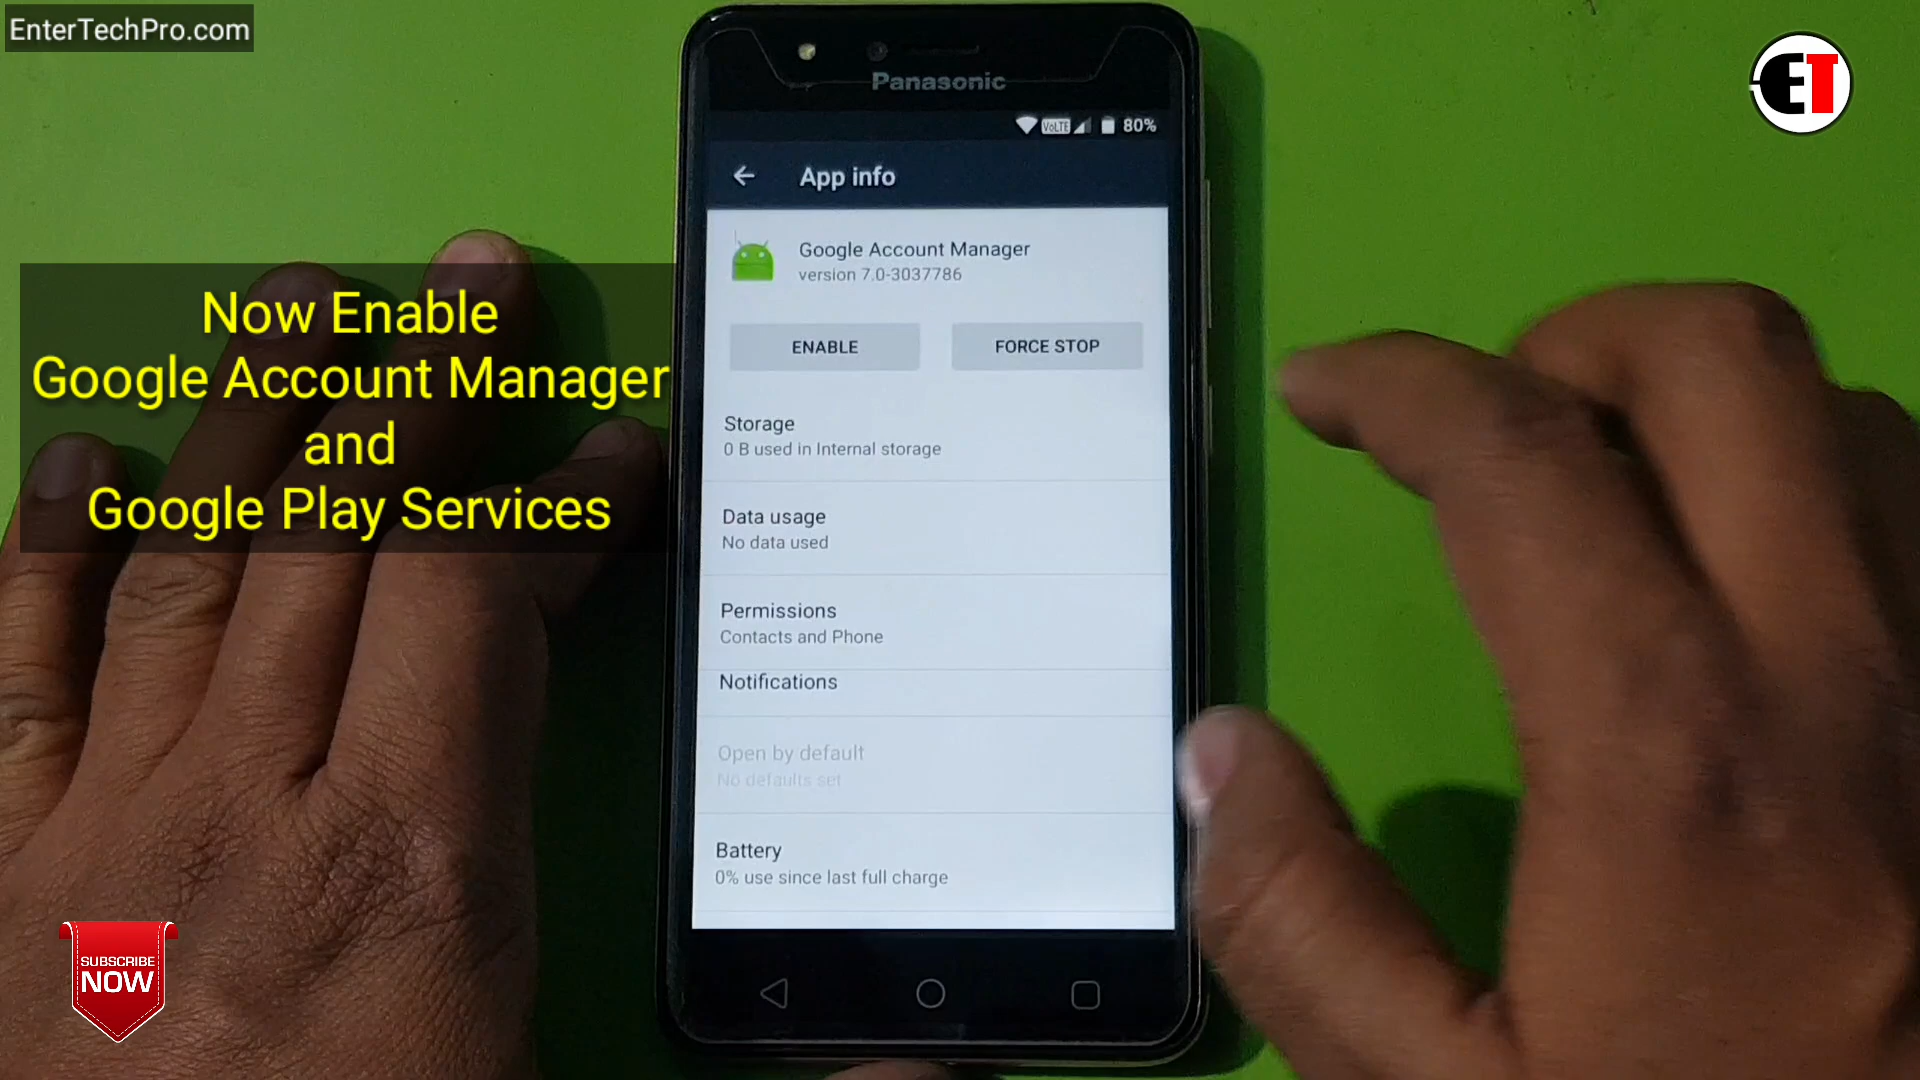 EnterTechPro.com
ET
Panasonic
VoLTE 80%
App info
Google Account Manager
version 7.0-3037786
ENABLE FORCE STOP
Storage
0 B used in Internal storage
Data usage
No data used
Permissions
Contacts and Phone
Notifications
Open by default
No defaults set
Battery
0% use since last full charge
Now Enable
Google Account Manager
and
Google Play Services
SUBSCRIBE
NOW